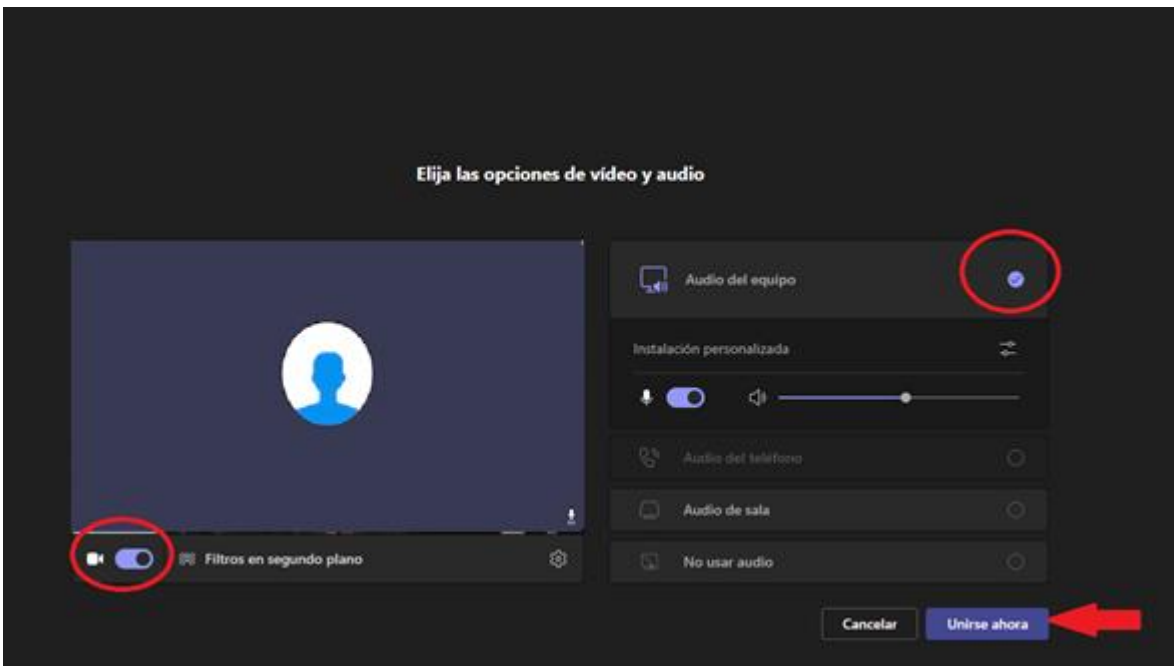 Elija las opciones de vídeo y audio
Audio del equipo
Instalación personalizada
Audio del teléfono
Audio de sala
Filtros en segundo plano
No usar audio
Cancelar
Unirse ahora